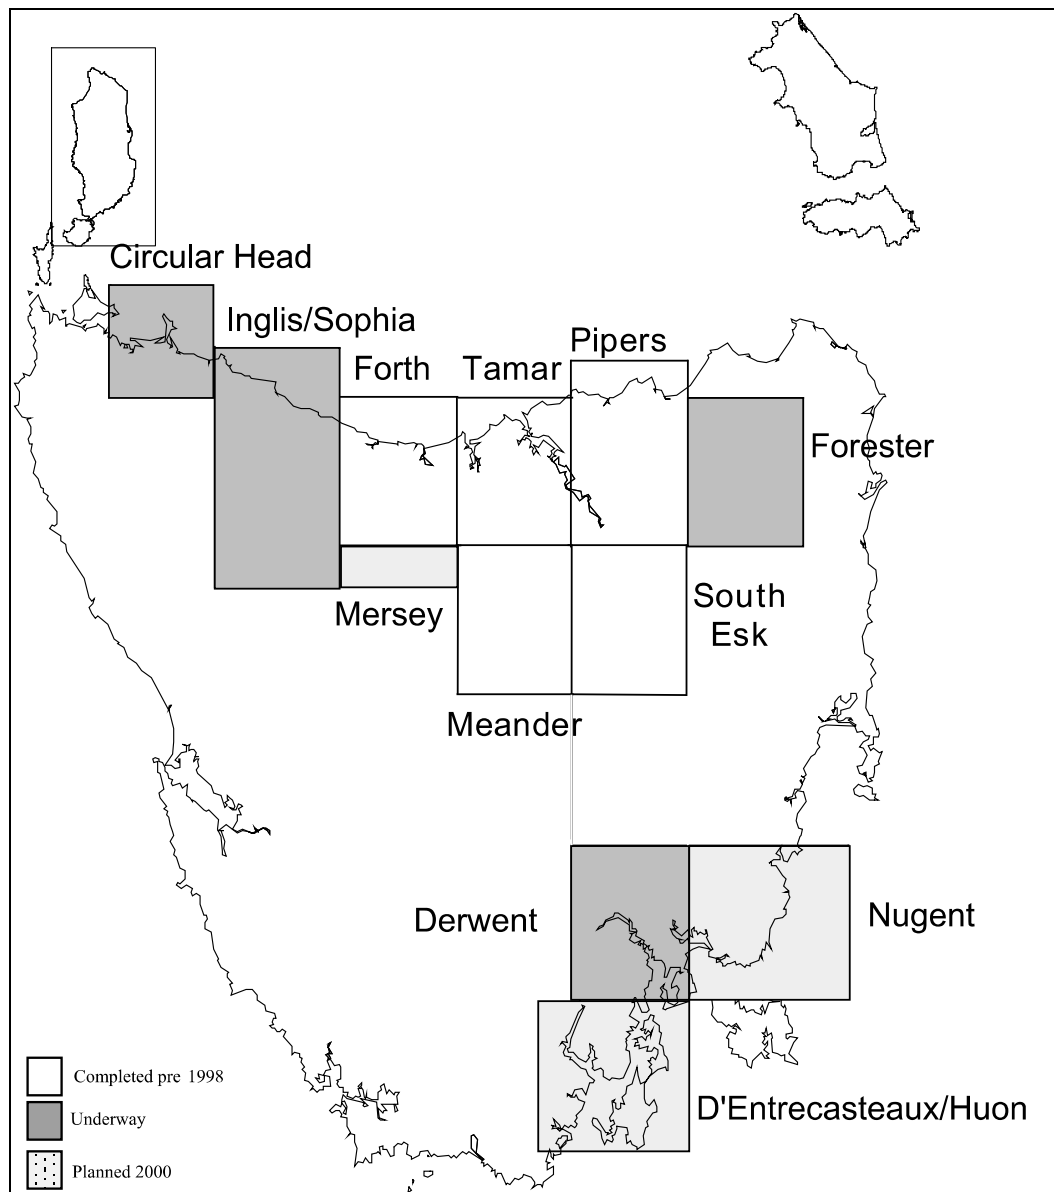 Circular Head
Inglis/Sophia
Pipers
Forth
Tamar
Forester
Mersey
South
Esk
Meander
Derwent
Nugent
Completed pre 1998
D'Entrecasteaux/Huon
Underway
Planned 2000